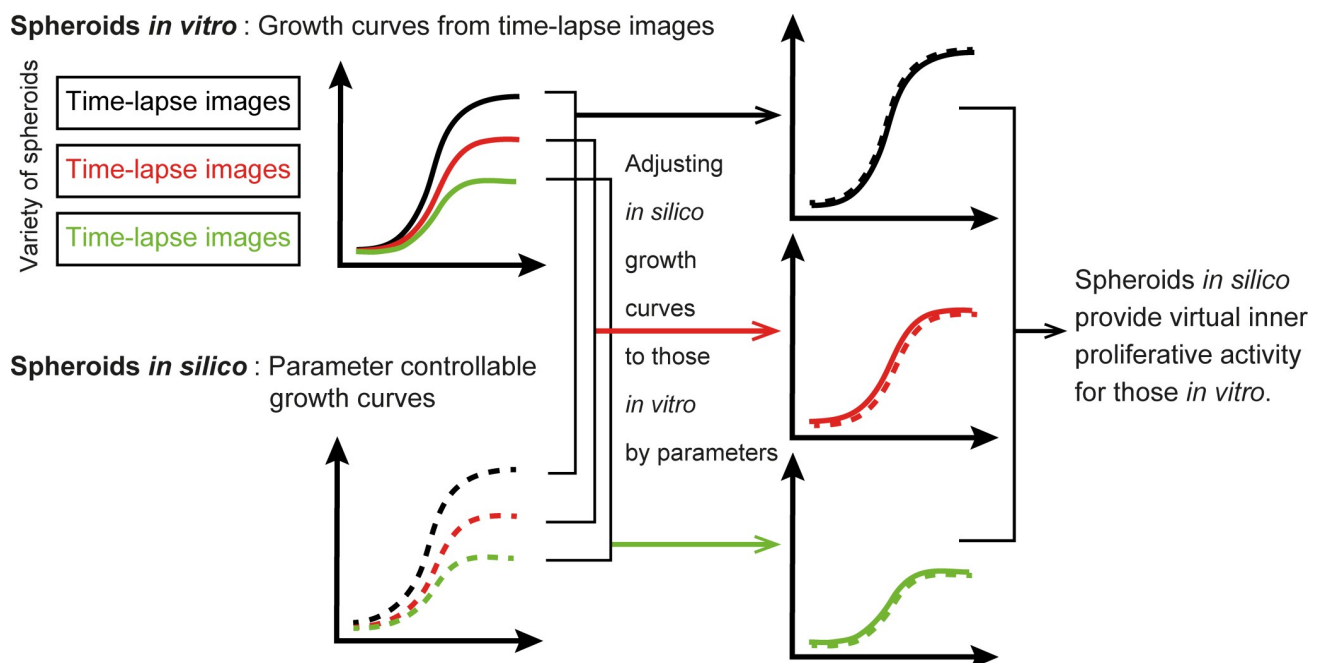 Spheroids in vitro : Growth curves from time-lapse images
Variety of spheroids
Time-lapse images
Time-lapse images
Time-lapse images
Adjusting
in silico
growth
curves
to those
in vitro
by parameters
Spheroids in silico : Parameter controllable
growth curves
Spheroids in silico
provide virtual inner
proliferative activity
for those in vitro.